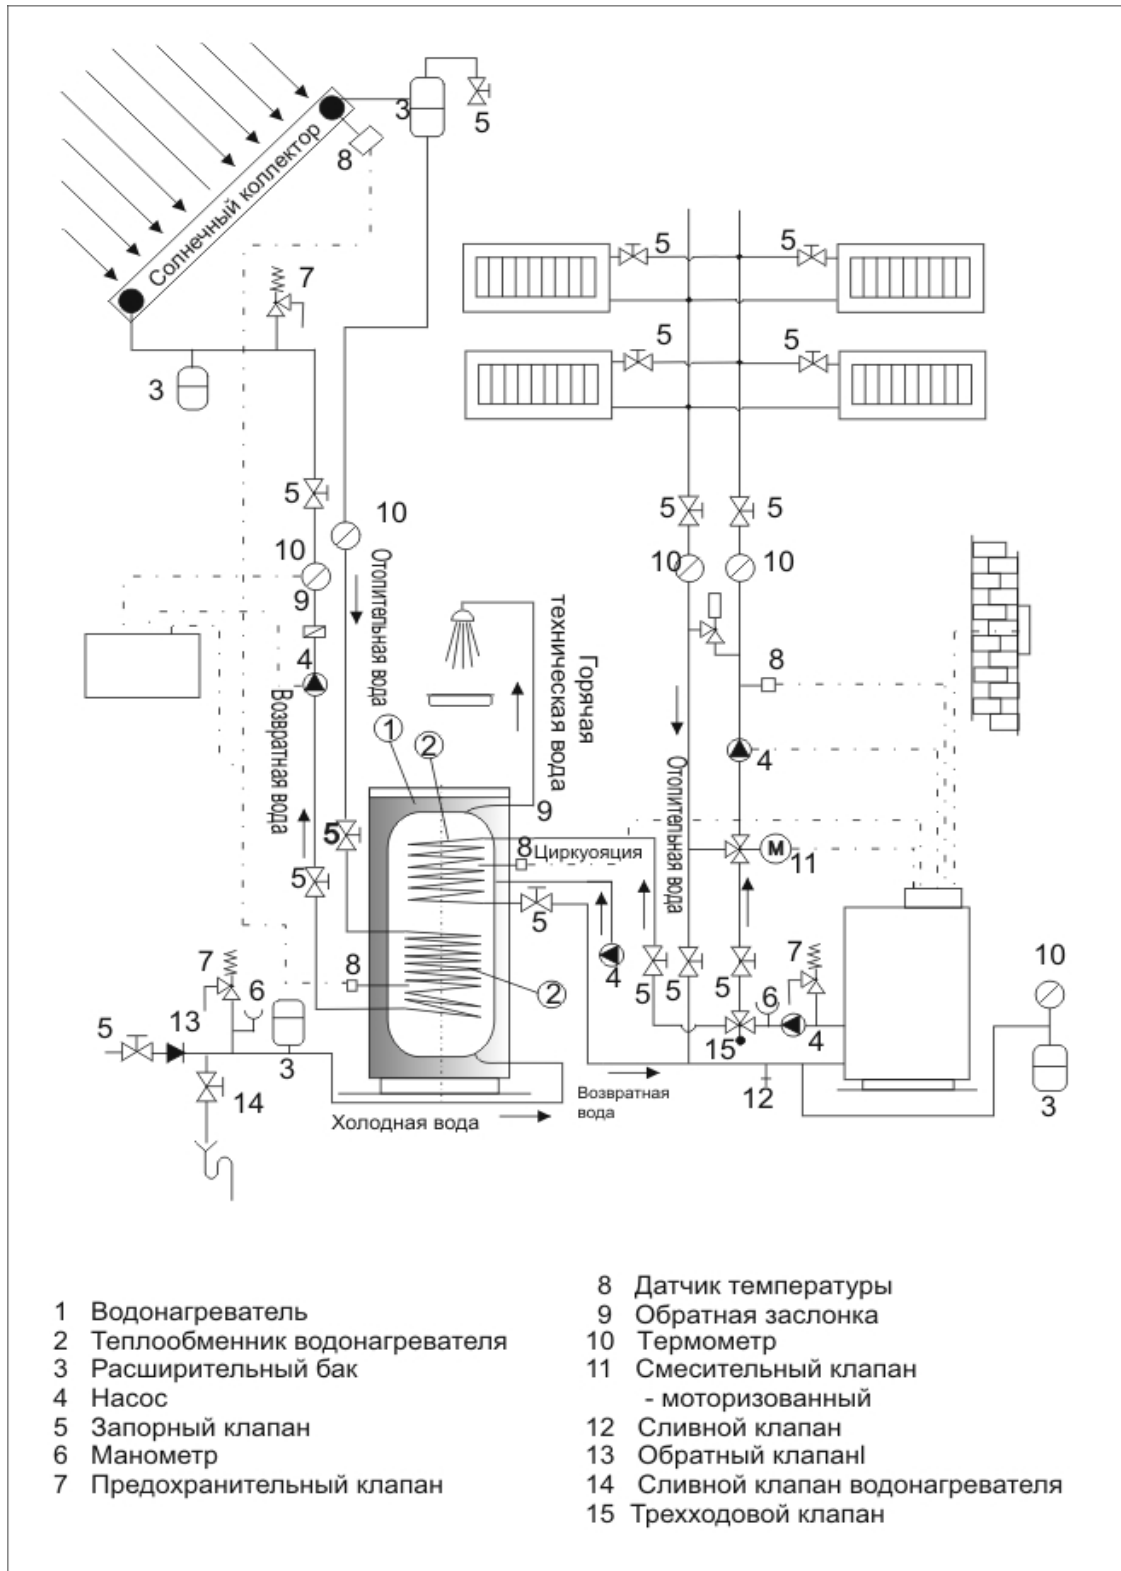 3
5
8
Солнечный коллектор
7
3
5
5
5
5
5
10
10
9
4
Отопительная вода
Возвратная вода
5
5
10
10
8
4
Горячая
техническая вода
1
2
9
5
8
Циркуояция
Отопительная вода
М
11
5
5
4
5
5
5
7
6
15
4
10
3
12
7
6
8
2
5
13
3
14
Возвратная
вода
Холодная вода
1 Водонагреватель
2 Теплообменник водонагревателя
3 Расширительный бак
4 Насос
5 Запорный клапан
6 Манометр
7 Предохранительный клапан
8 Датчик температуры
9 Обратная заслонка
10 Термометр
11 Смесительный клапан
- моторизованный
12 Сливной клапан
13 Обратный клапанl
14 Сливной клапан водонагревателя
15 Трехходовой клапан